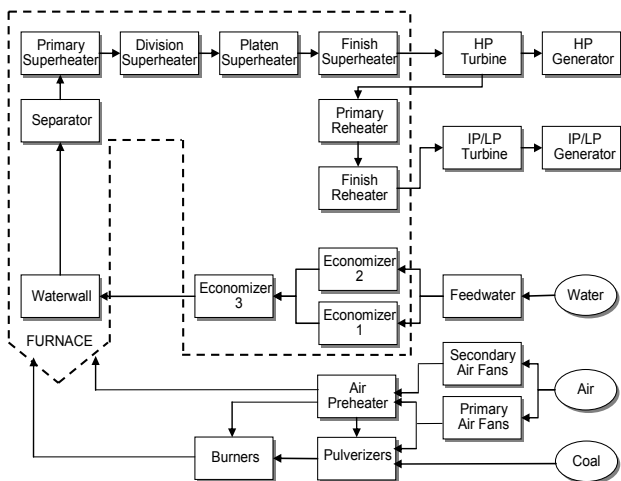 Primary
Superheater
Division
Superheater
Platen
Superheater
Finish
Superheater
HP
Turbine
HP
Generator
Separator
Primary
Reheater
IP/LP
Turbine
IP/LP
Generator
Finish
Reheater
Waterwall
Economizer
3
Economizer
2
Economizer
1
Feedwater
Water
FURNACE
Secondary
Air Fans
Air
Preheater
Primary
Air Fans
Air
Burners
Pulverizers
Coal